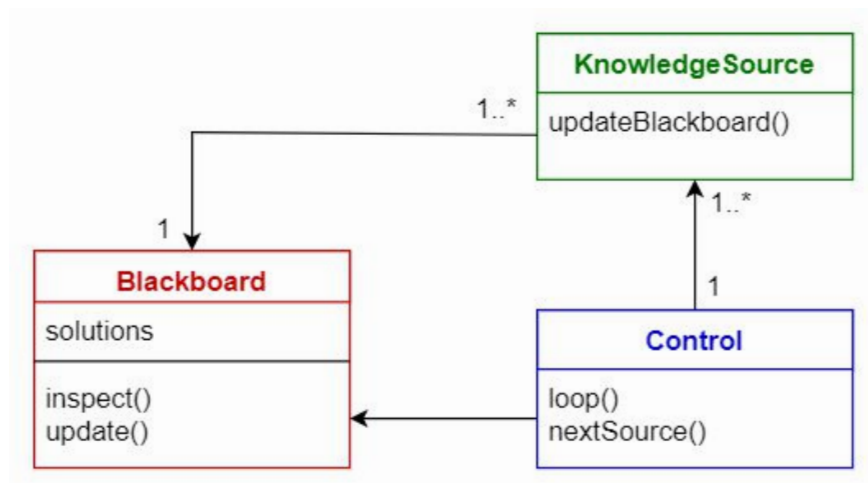 KnowledgeSource
1..*
updateBlackboard()
1..*
1
Blackboard
1
solutions
Control
inspect()
loop()
update()
nextSource()